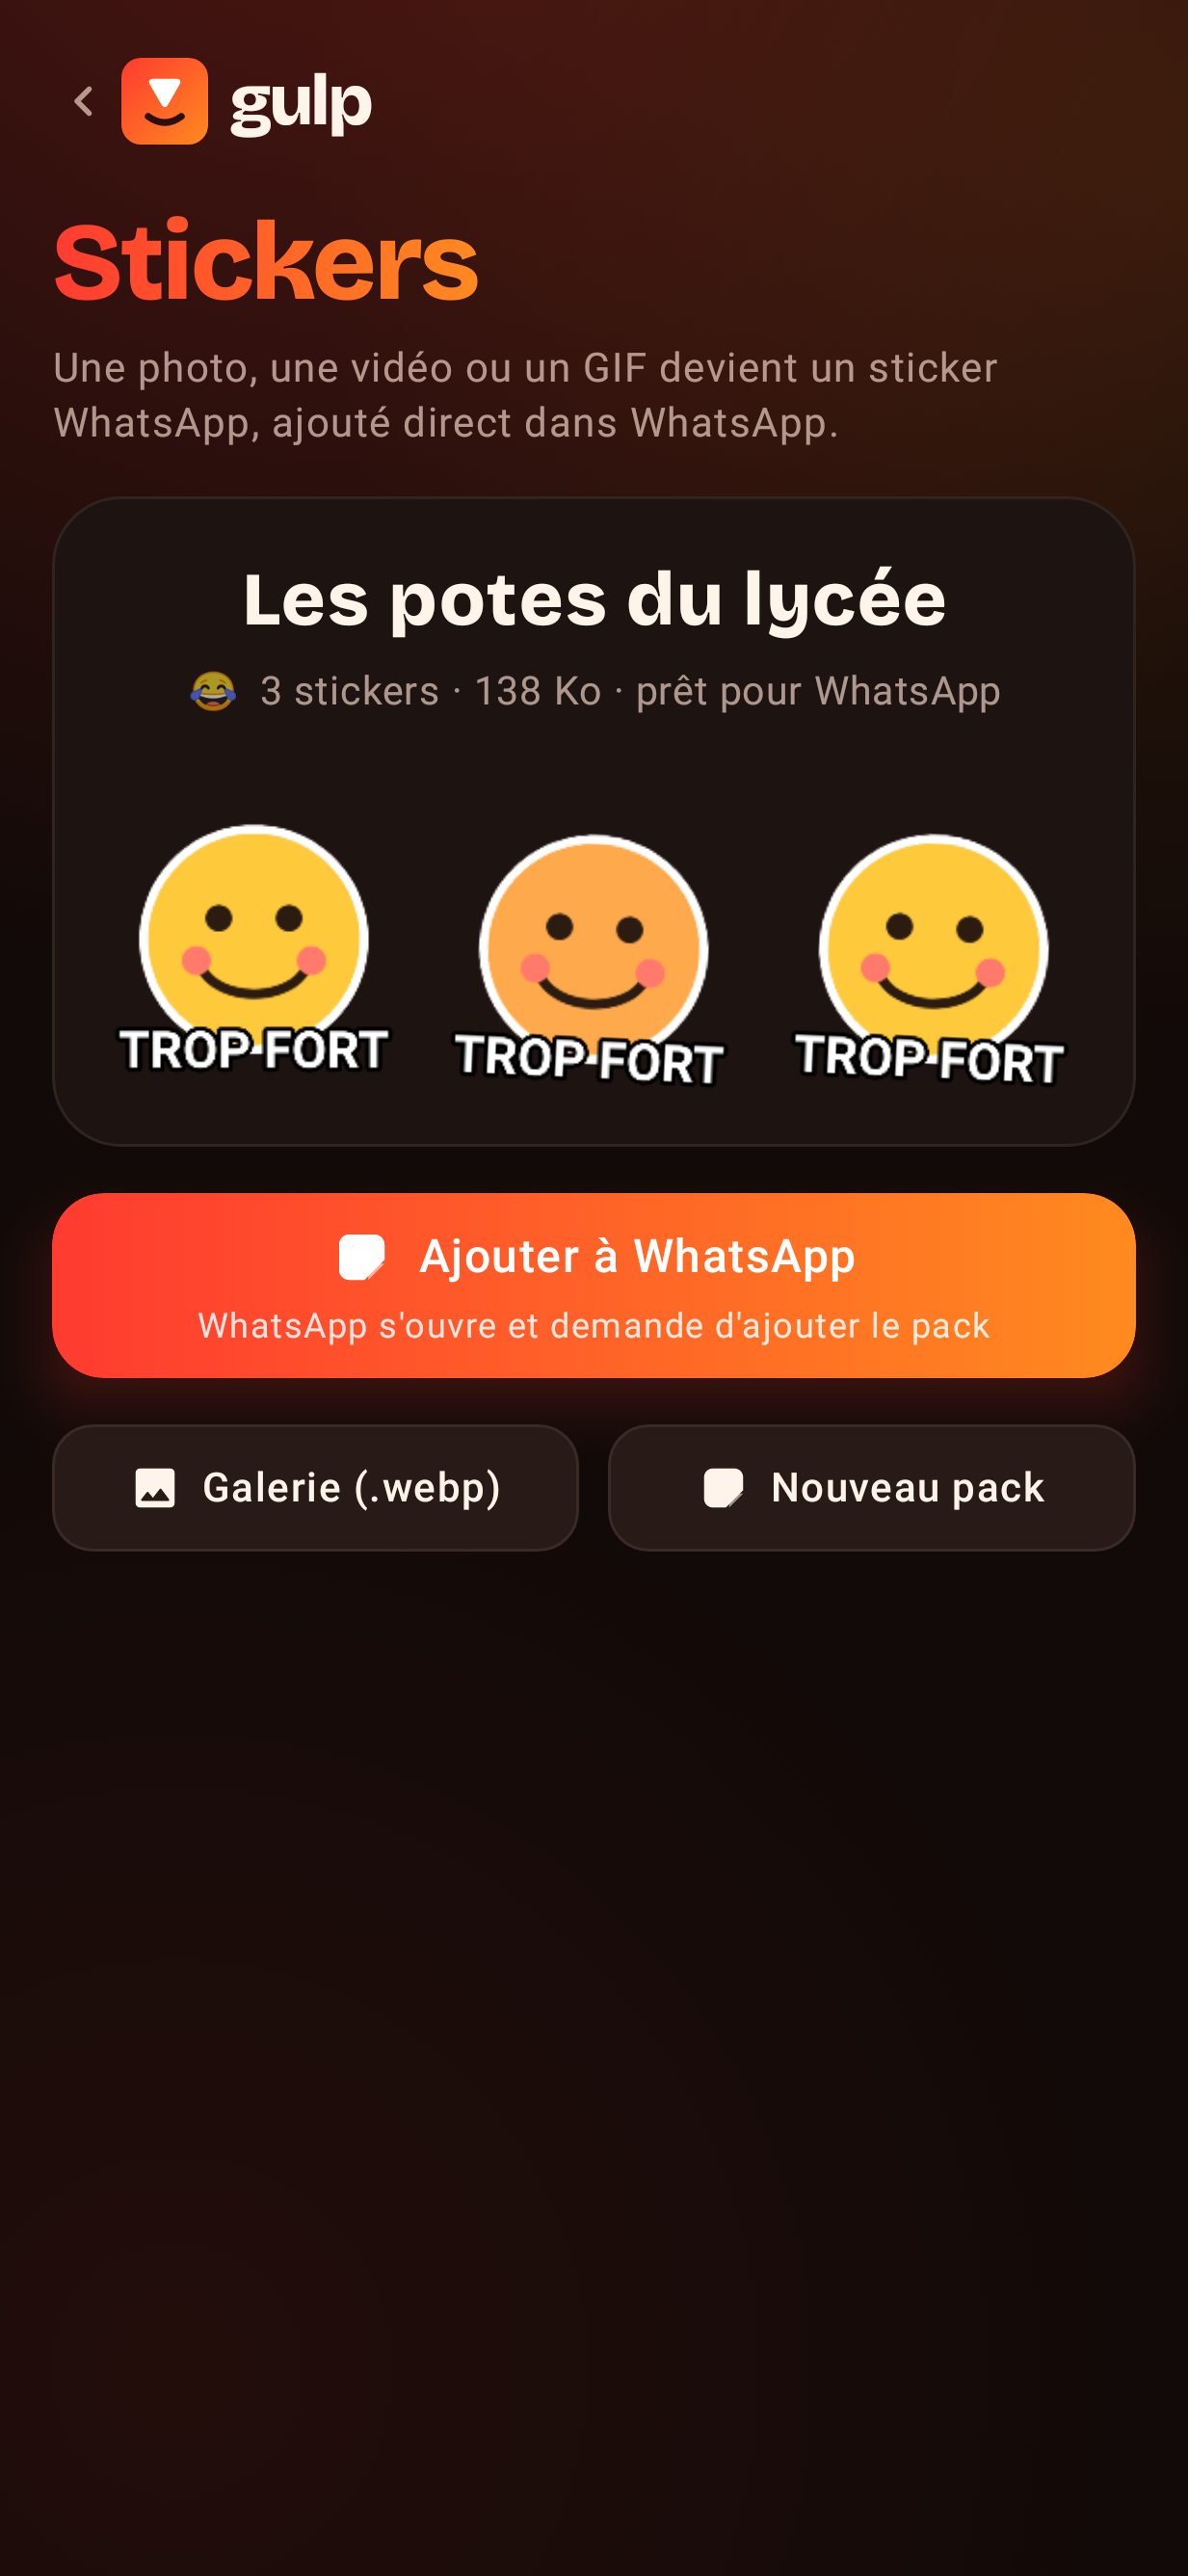 gulp
Stickers
Une photo, une vidéo ou un GIF devient un sticker
WhatsApp, ajouté direct dans WhatsApp.
Les potes du lycée
😂 3 stickers · 138 Ko · prêt pour WhatsApp
TROP FORT
TROP FORT
TROP FORT
Ajouter à WhatsApp
WhatsApp s'ouvre et demande d'ajouter le pack
Galerie (.webp)
Nouveau pack